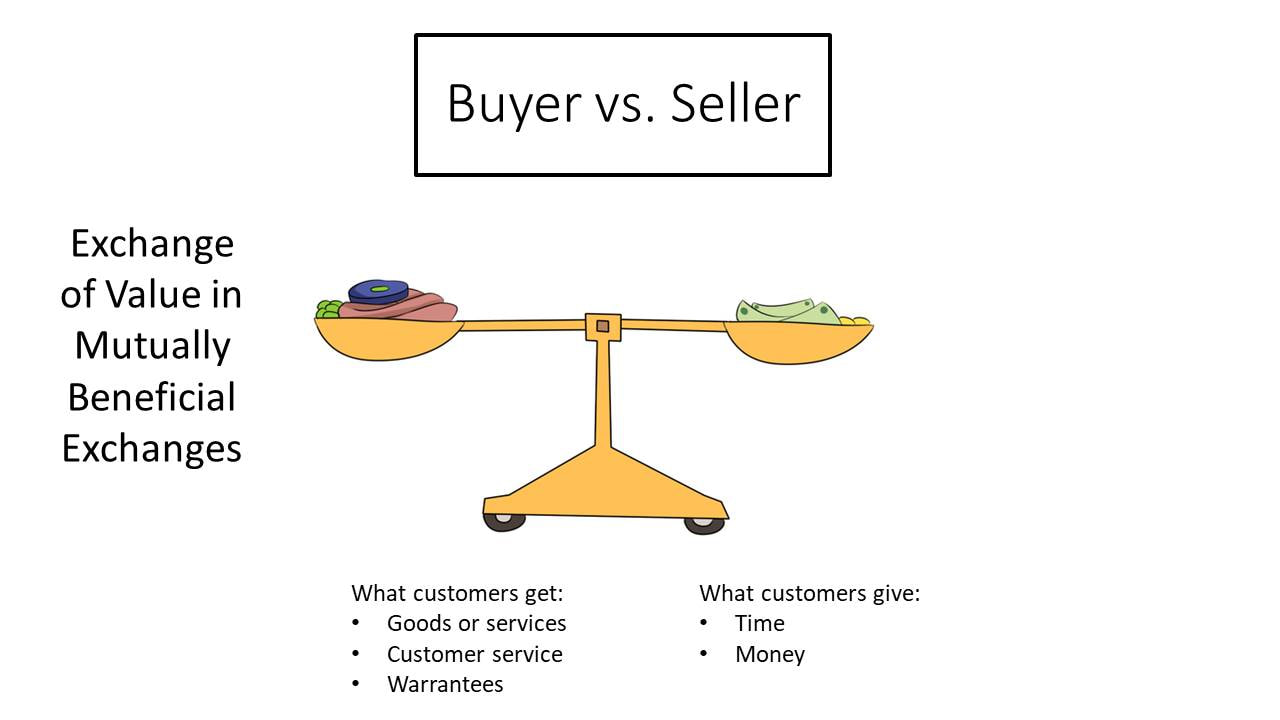 Buyer vs. Seller
Exchange
of Value in
Mutually
Beneficial
Exchanges
What customers get:
• Goods or services
• Customer service
• Warrantees
What customers give:
• Time
• Money